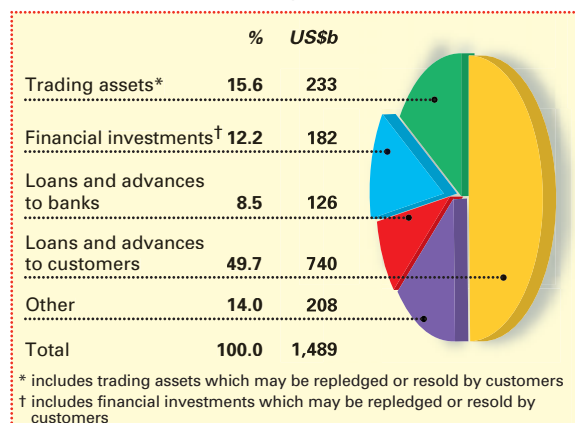 % US$b
Trading assets* 15.6 233
Financial investments† 12.2 182
Loans and advances
to banks 8.5 126
Loans and advances
to customers 49.7 740
Other 14.0 208
Total 100.0 1,489
* includes trading assets which may be repledged or resold by customers
† includes financial investments which may be repledged or resold by
customers